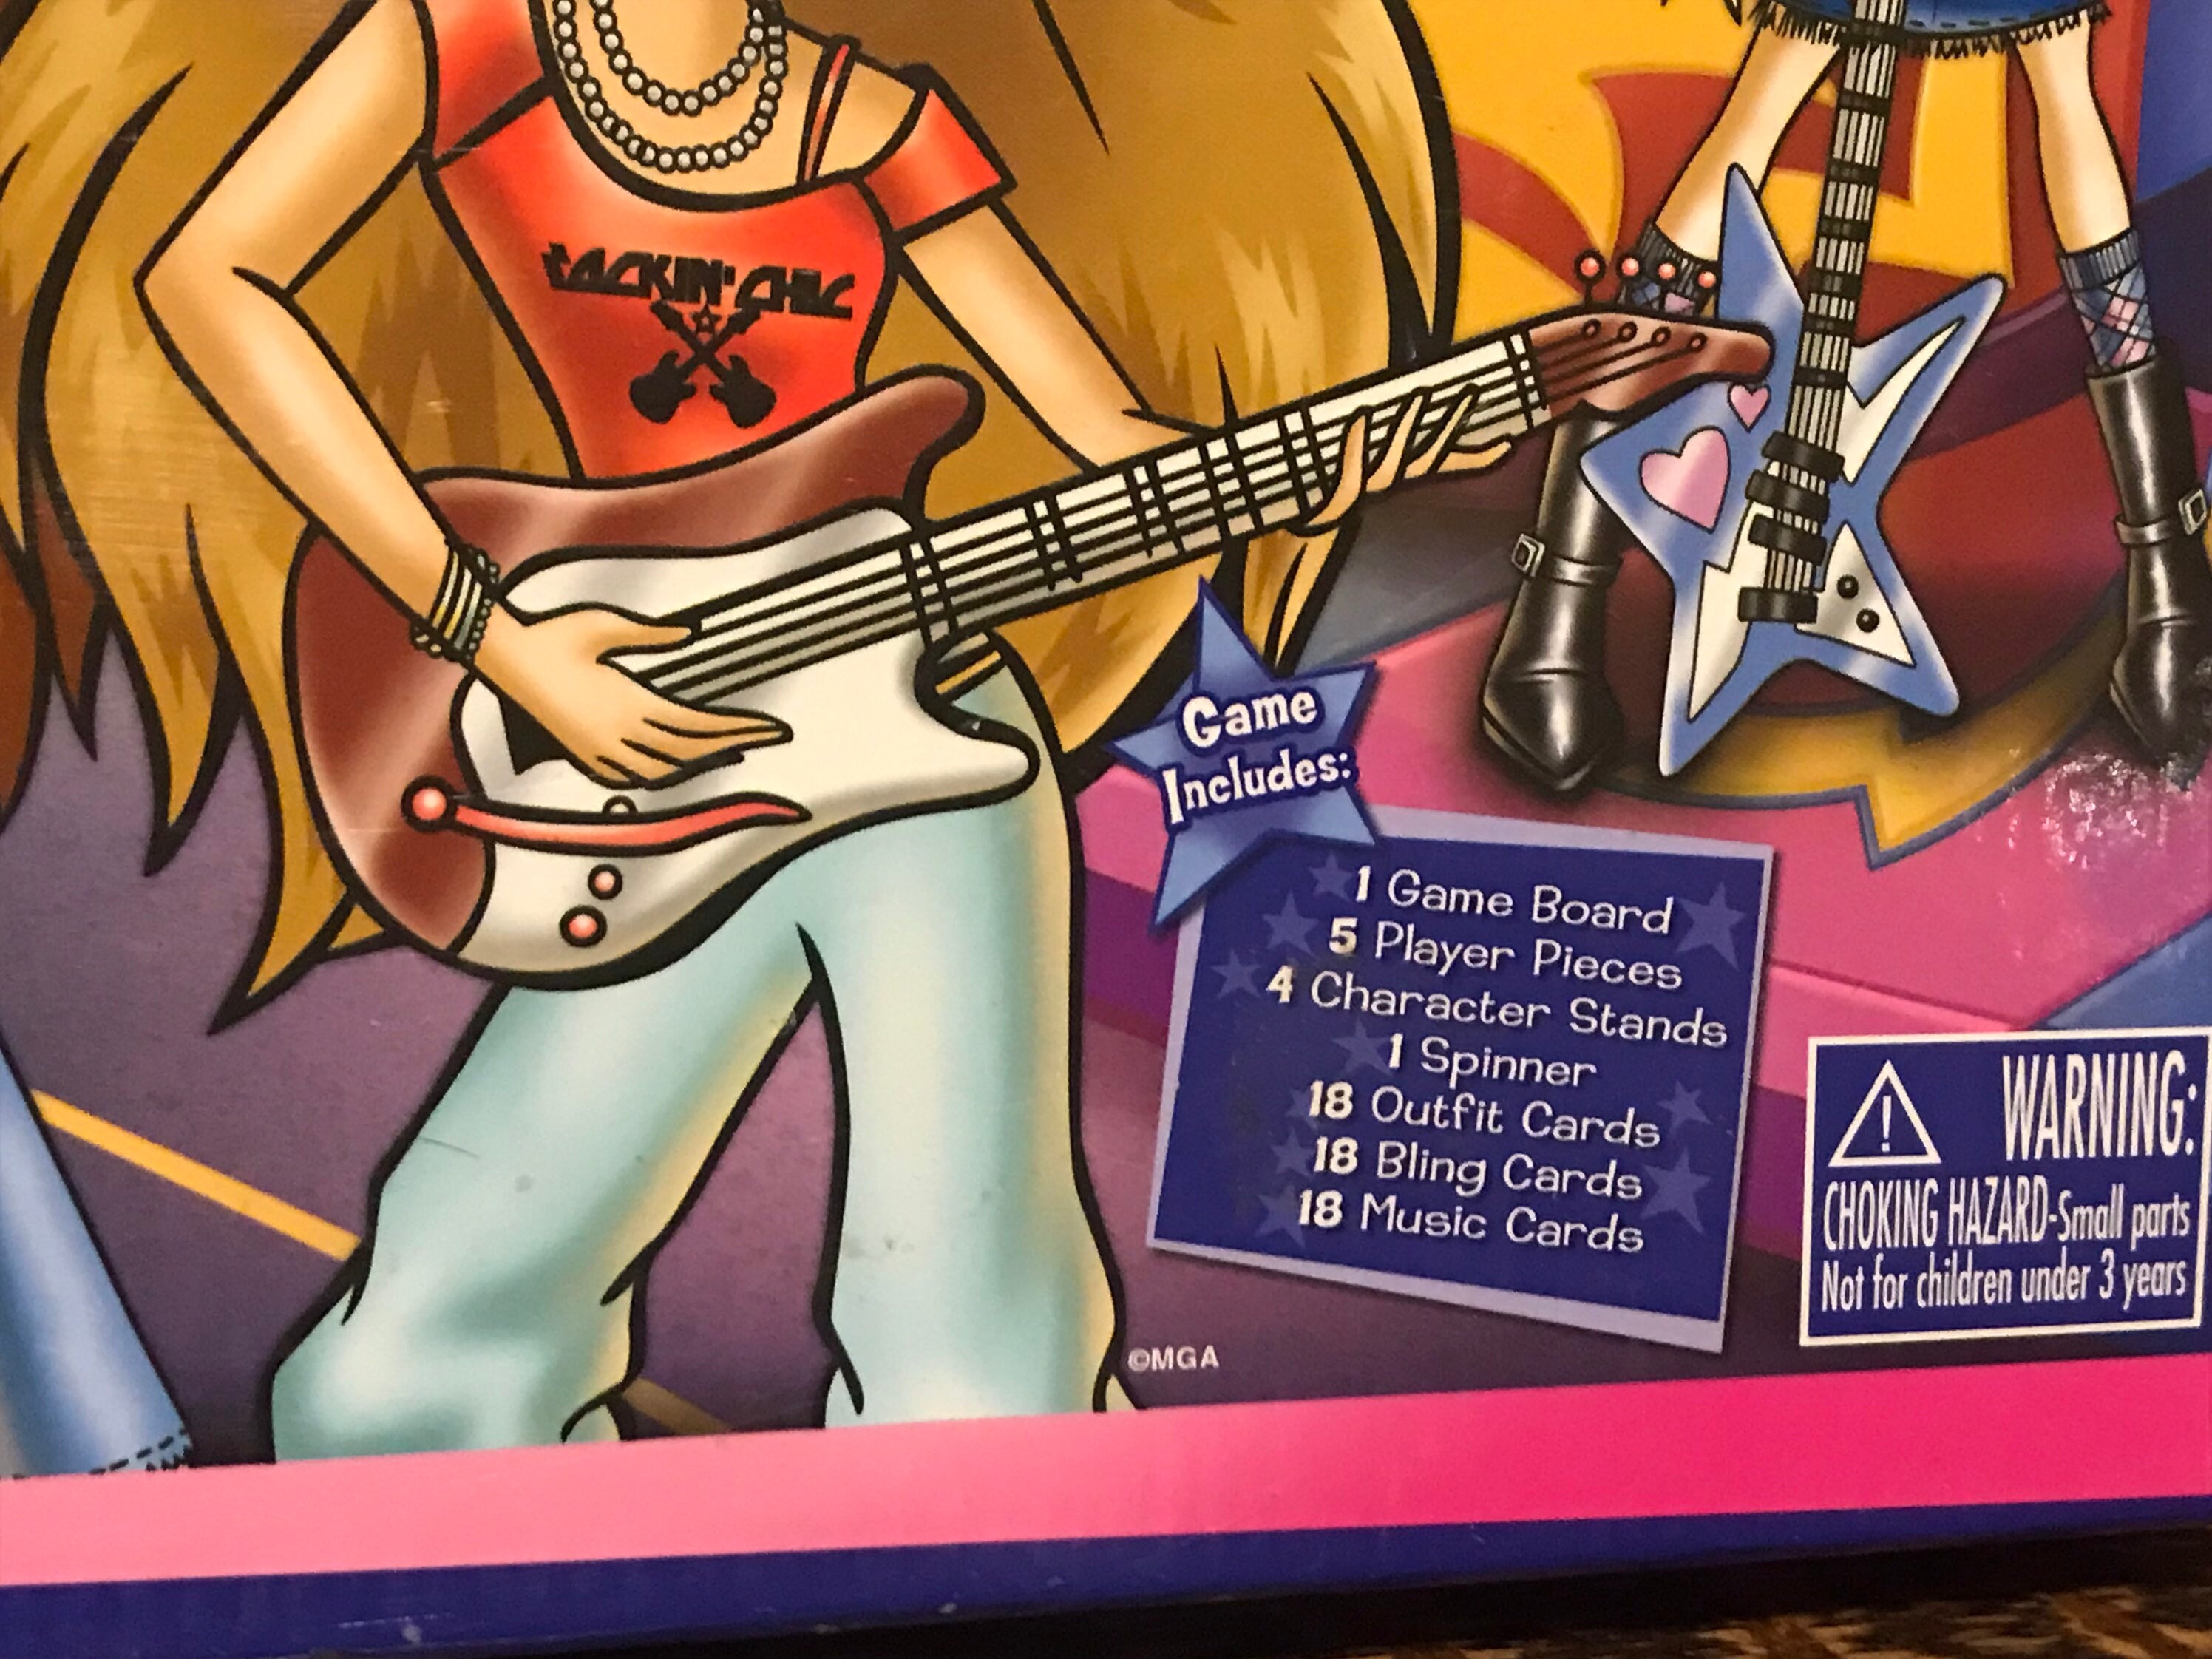 ROCKIN' CHIC
Game
Includes:
1 Game Board
5 Player Pieces
4 Character Stands
1 Spinner
18 Outfit Cards
18 Bling Cards
18 Music Cards
WARNING:
CHOKING HAZARD-Small parts
Not for children under 3 years
©MGA